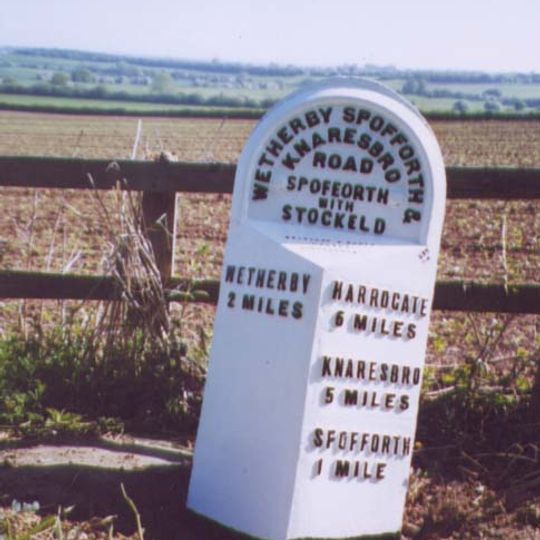 WETHERBY SPOFFORTH &
KNARESBRO
ROAD
SPOFFORTH
WITH
STOCKELD
WETHERBY
2 MILES
HARROGATE
6 MILES
KNARESBRO
5 MILES
SPOFFORTH
1 MILE